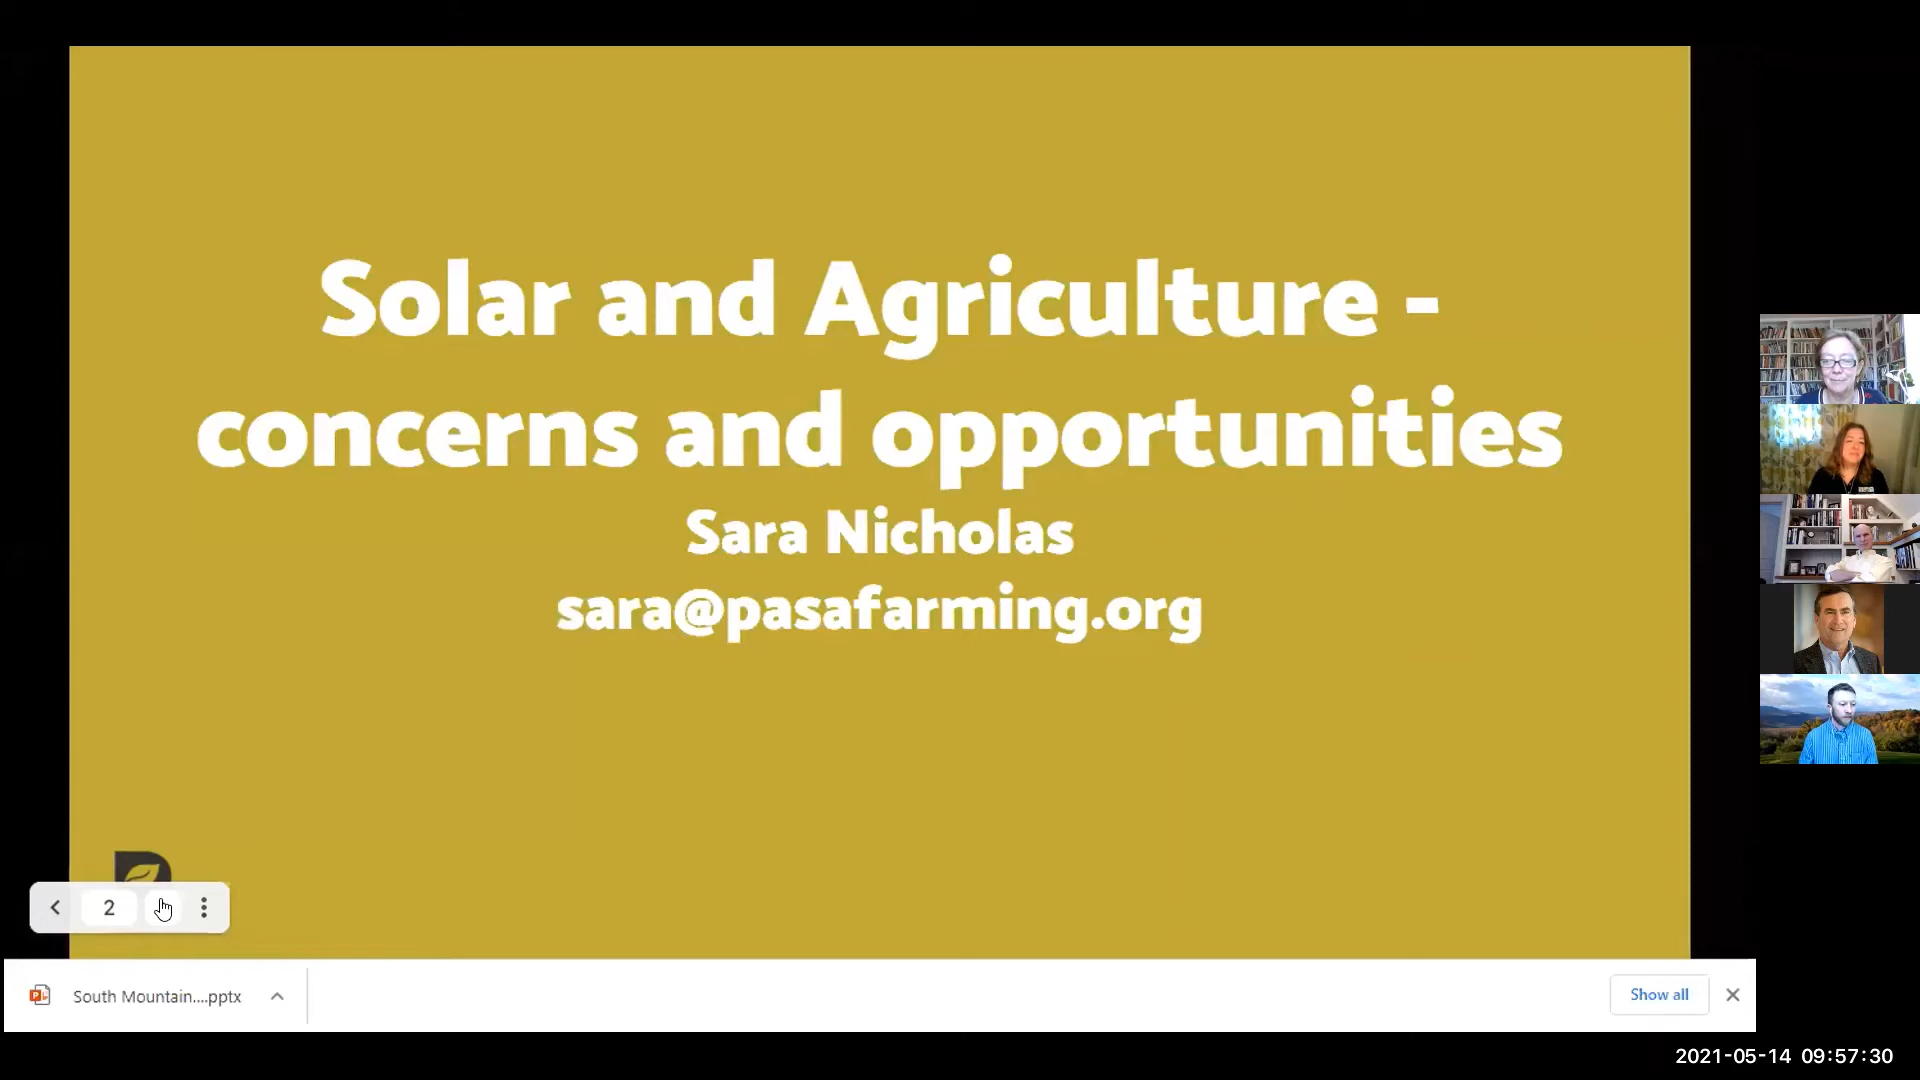 Solar and Agriculture -
concerns and opportunities
Sara Nicholas
sara@pasafarming.org
2
South Mountain....pptx
Show all
2021-05-14 09:57:30